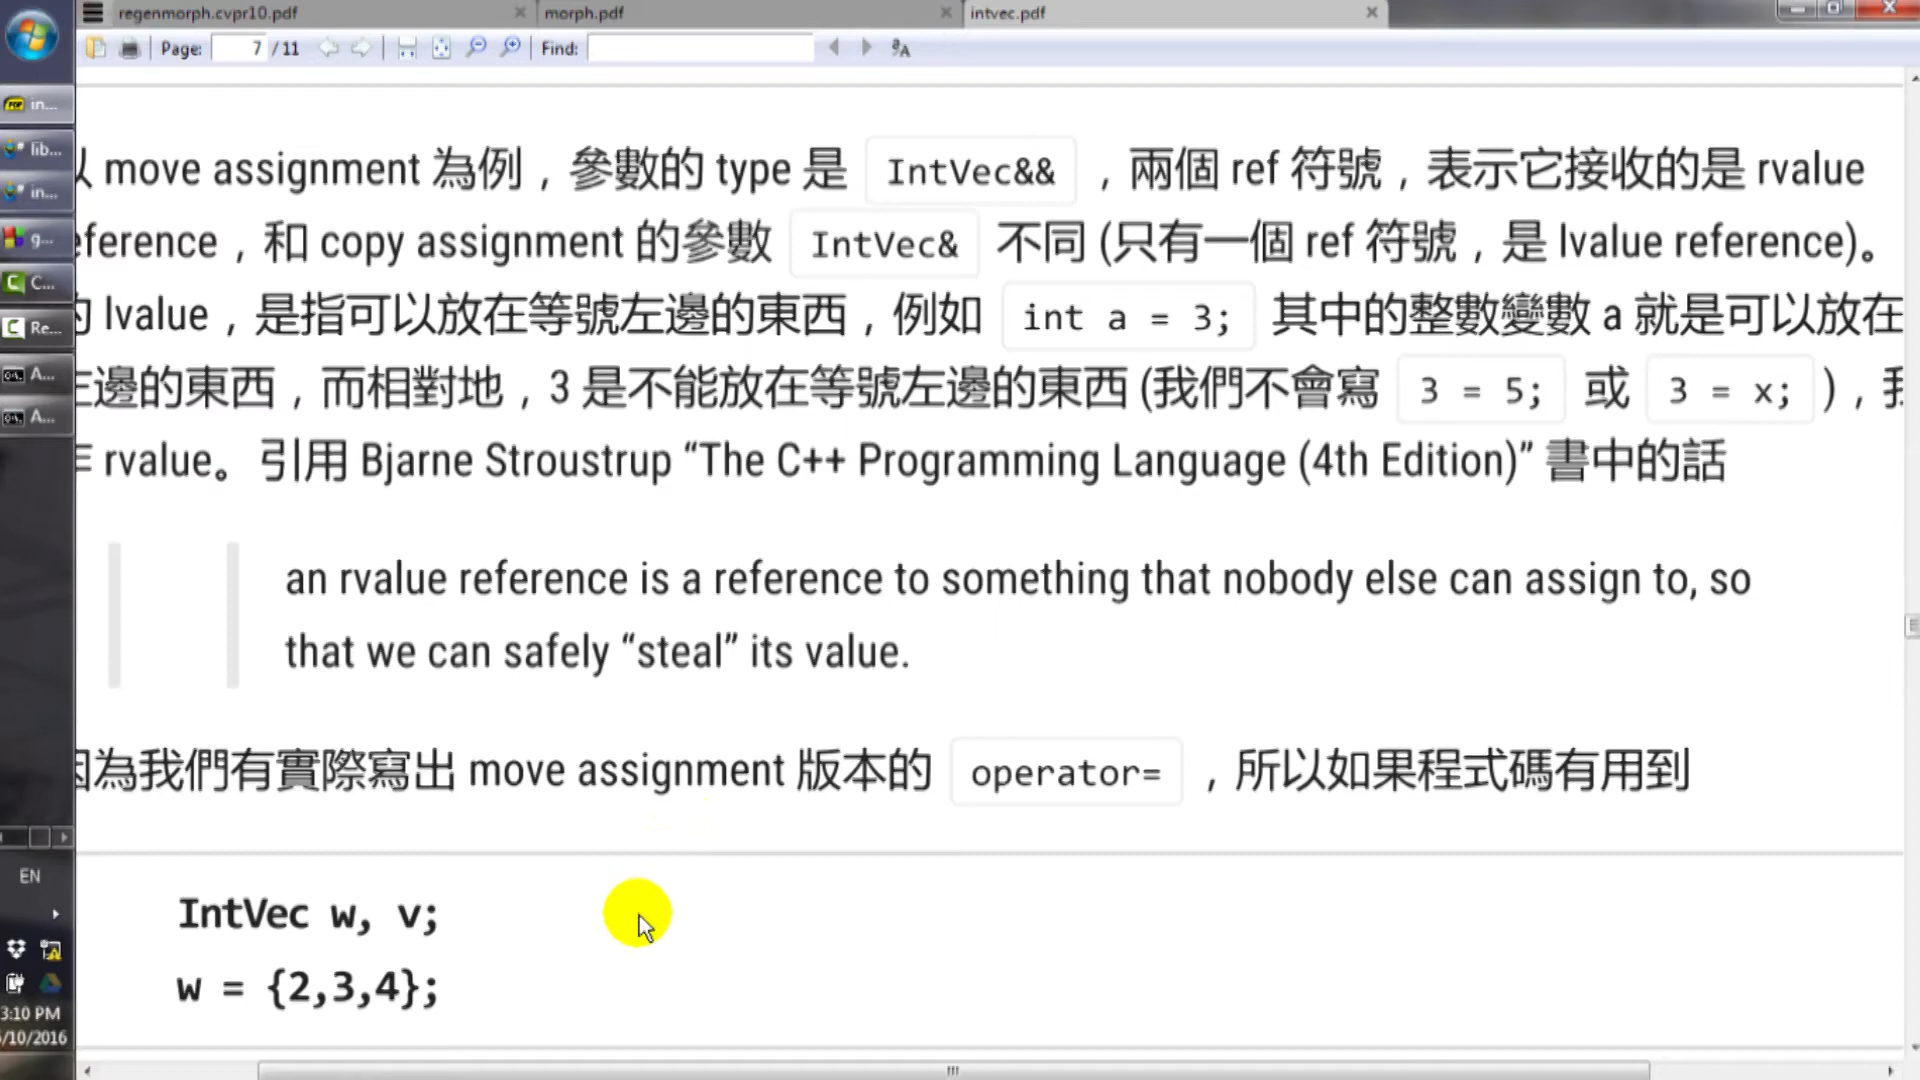 regenmorph.cvpr10.pdf
morph.pdf
intvec.pdf
Page: 7 / 11
Find:
in...
lib...
in...
g...
C...
Re...
A...
A...
move assignment 為例，參數的 type 是 IntVec&& ，兩個 ref 符號，表示它接收的是 rvalue
eference，和 copy assignment 的參數 IntVec& 不同 (只有一個 ref 符號，是 lvalue reference)。
lvalue，是指可以放在等號左邊的東西，例如 int a = 3; 其中的整數變數 a 就是可以放在
左邊的東西，而相對地，3 是不能放在等號左邊的東西 (我們不會寫 3 = 5; 或 3 = x; )，
rvalue。引用 Bjarne Stroustrup “The C++ Programming Language (4th Edition)” 書中的話
an rvalue reference is a reference to something that nobody else can assign to, so
that we can safely “steal” its value.
因為我們有實際寫出 move assignment 版本的 operator= ，所以如果程式碼有用到
IntVec w, v;
w = {2,3,4};
EN
3:10 PM
/10/2016